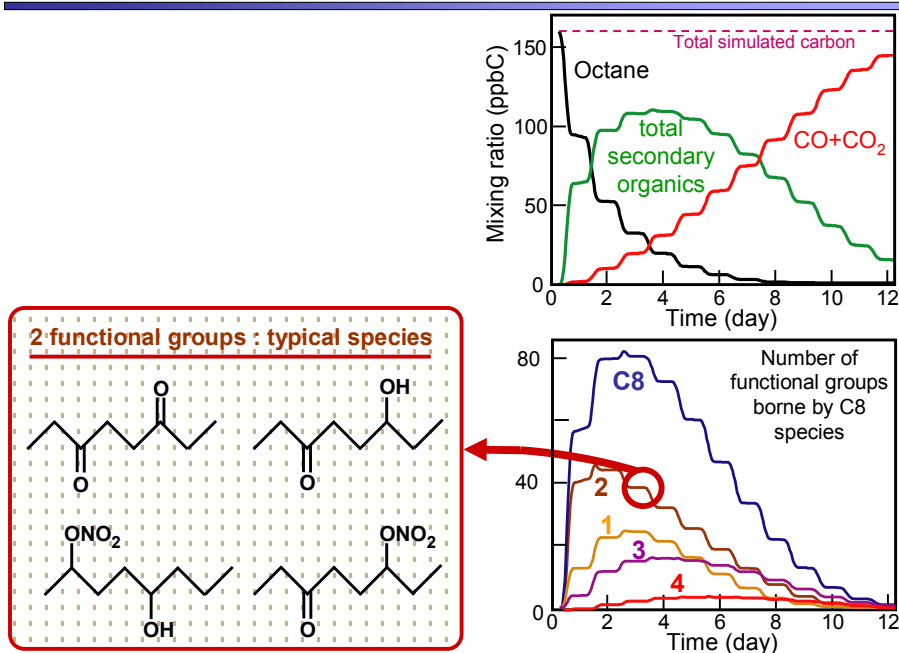 150
100
50
0
Mixing ratio (ppbC)
Total simulated carbon
Octane
total
secondary
organics
CO+CO2
0 2 4 6 8 10 12
Time (day)
2 functional groups : typical species
O
O
OH
O
ONO2
OH
ONO2
O
80
40
0
Number of
functional groups
borne by C8
species
C8
2
1
3
4
0 2 4 6 8 10 12
Time (day)